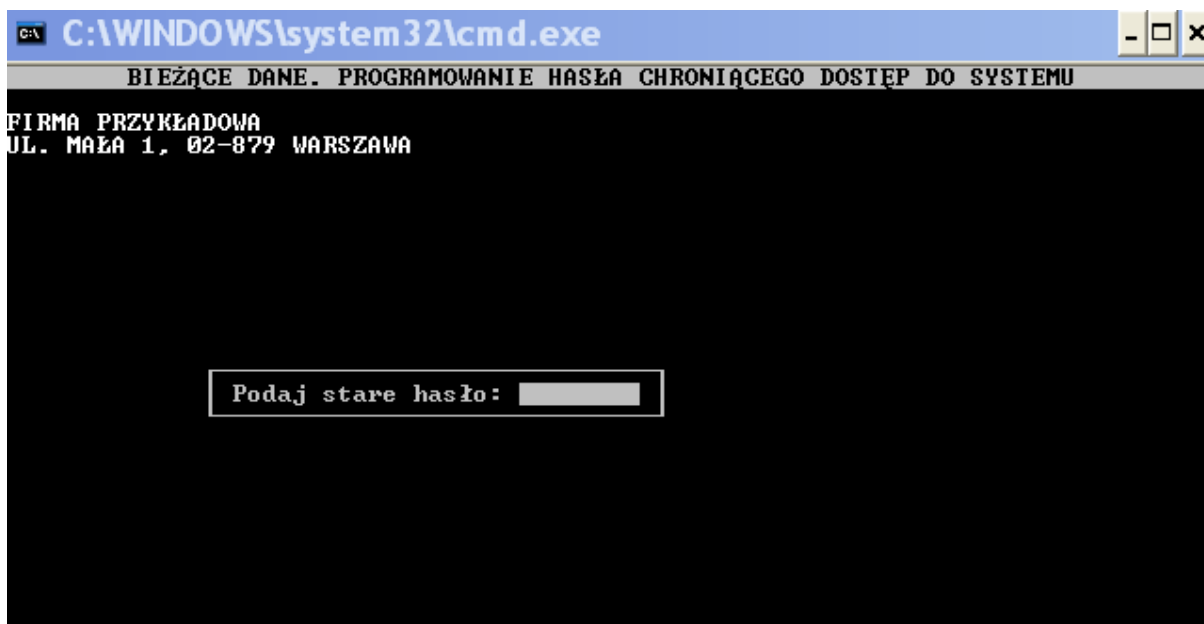 C:\WINDOWS\system32\cmd.exe
BIEŻĄCE DANE. PROGRAMOWANIE HASŁA CHRONIĄCEGO DOSTĘP DO SYSTEMU
FIRMA PRZYKŁADOWA
UL. MAŁA 1, 02-879 WARSZAWA
Podaj stare hasło: